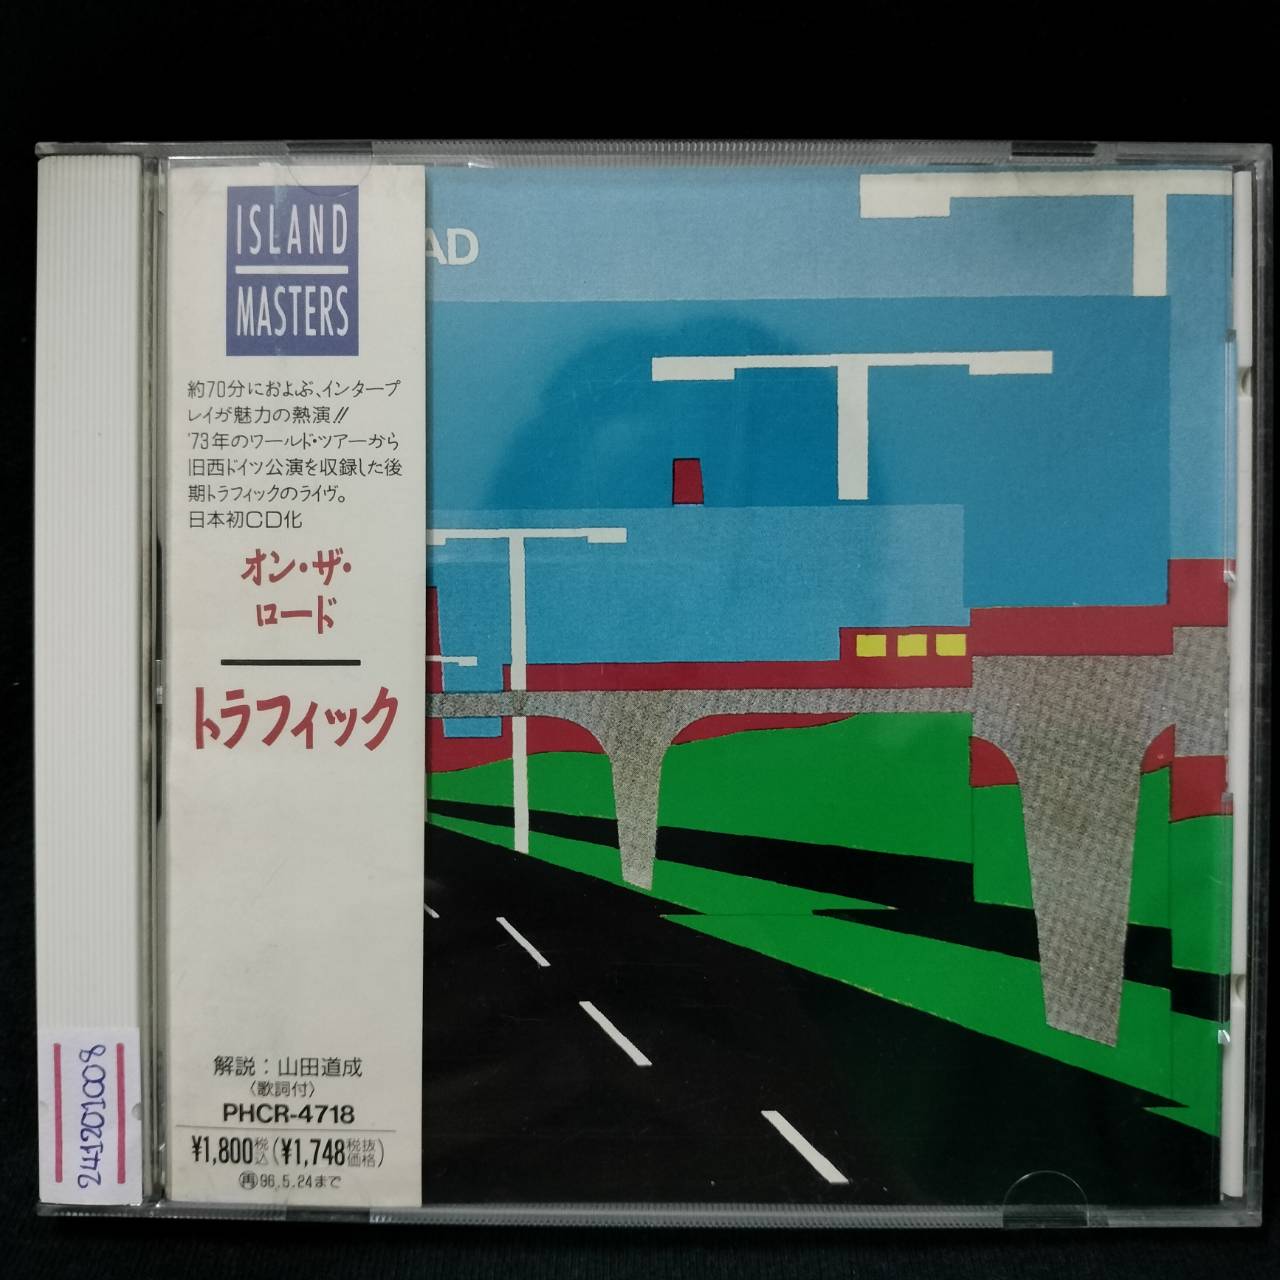 ISLAND
MASTERS
AD
約70分におよぶ、インタープ
レイが魅力の熱演!!
'73年のワールド・ツアーから
旧西ドイツ公演を収録した後
期トラフィックのライヴ。
日本初CD化
オン・ザ・
ロード
トラフィック
解説：山田道成
〈歌詞付〉
PHCR-4718
¥1,800税込(¥1,748税抜価格)
再96.5.24まで
241201008